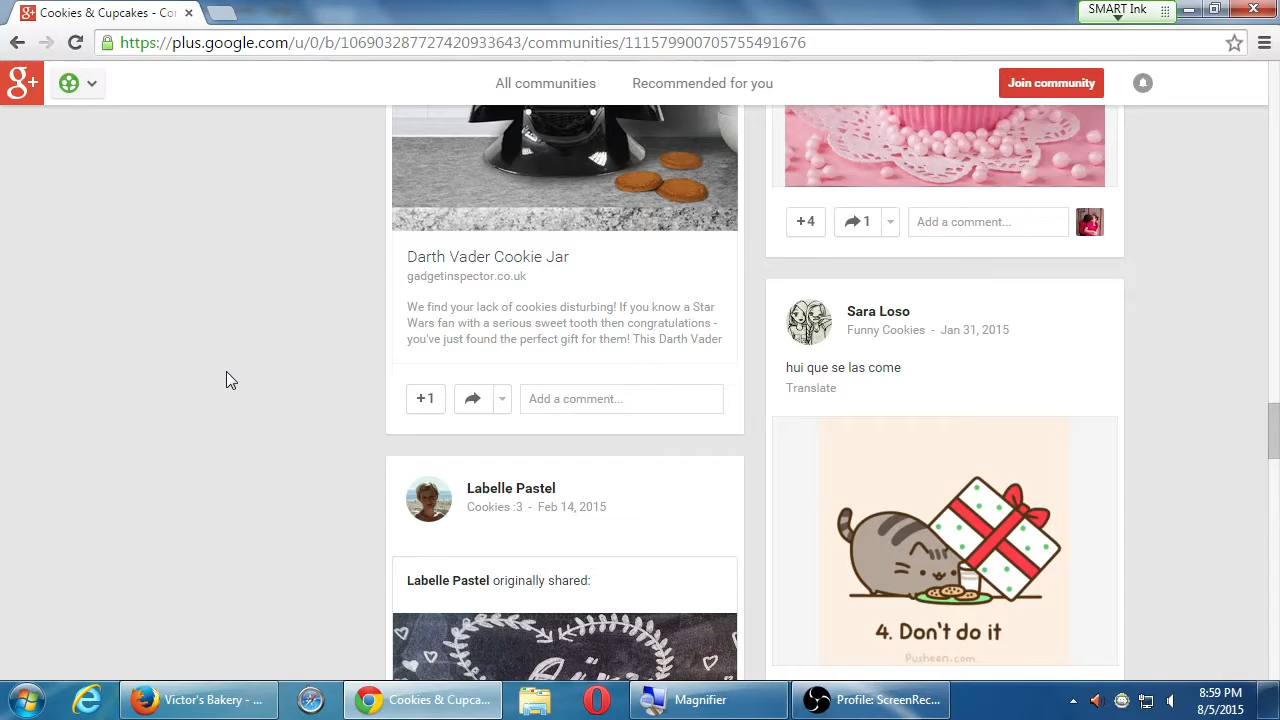 Cookies & Cupcakes - Co
SMART Ink
https://plus.google.com/u/0/b/106903287727420933643/communities/111579900705755491676
g+
All communities
Recommended for you
Join community
Darth Vader Cookie Jar
gadgetinspector.co.uk
We find your lack of cookies disturbing! If you know a Star
Wars fan with a serious sweet tooth then congratulations -
you've just found the perfect gift for them! This Darth Vader
+1
Add a comment...
Labelle Pastel
Cookies :3 - Feb 14, 2015
Labelle Pastel originally shared:
+4
1
Add a comment...
Sara Loso
Funny Cookies - Jan 31, 2015
hui que se las come
Translate
4. Don't do it
Pusheen.com
Victor's Bakery - ...
Cookies & Cupca...
Magnifier
Profile: ScreenRec...
8:59 PM
8/5/2015